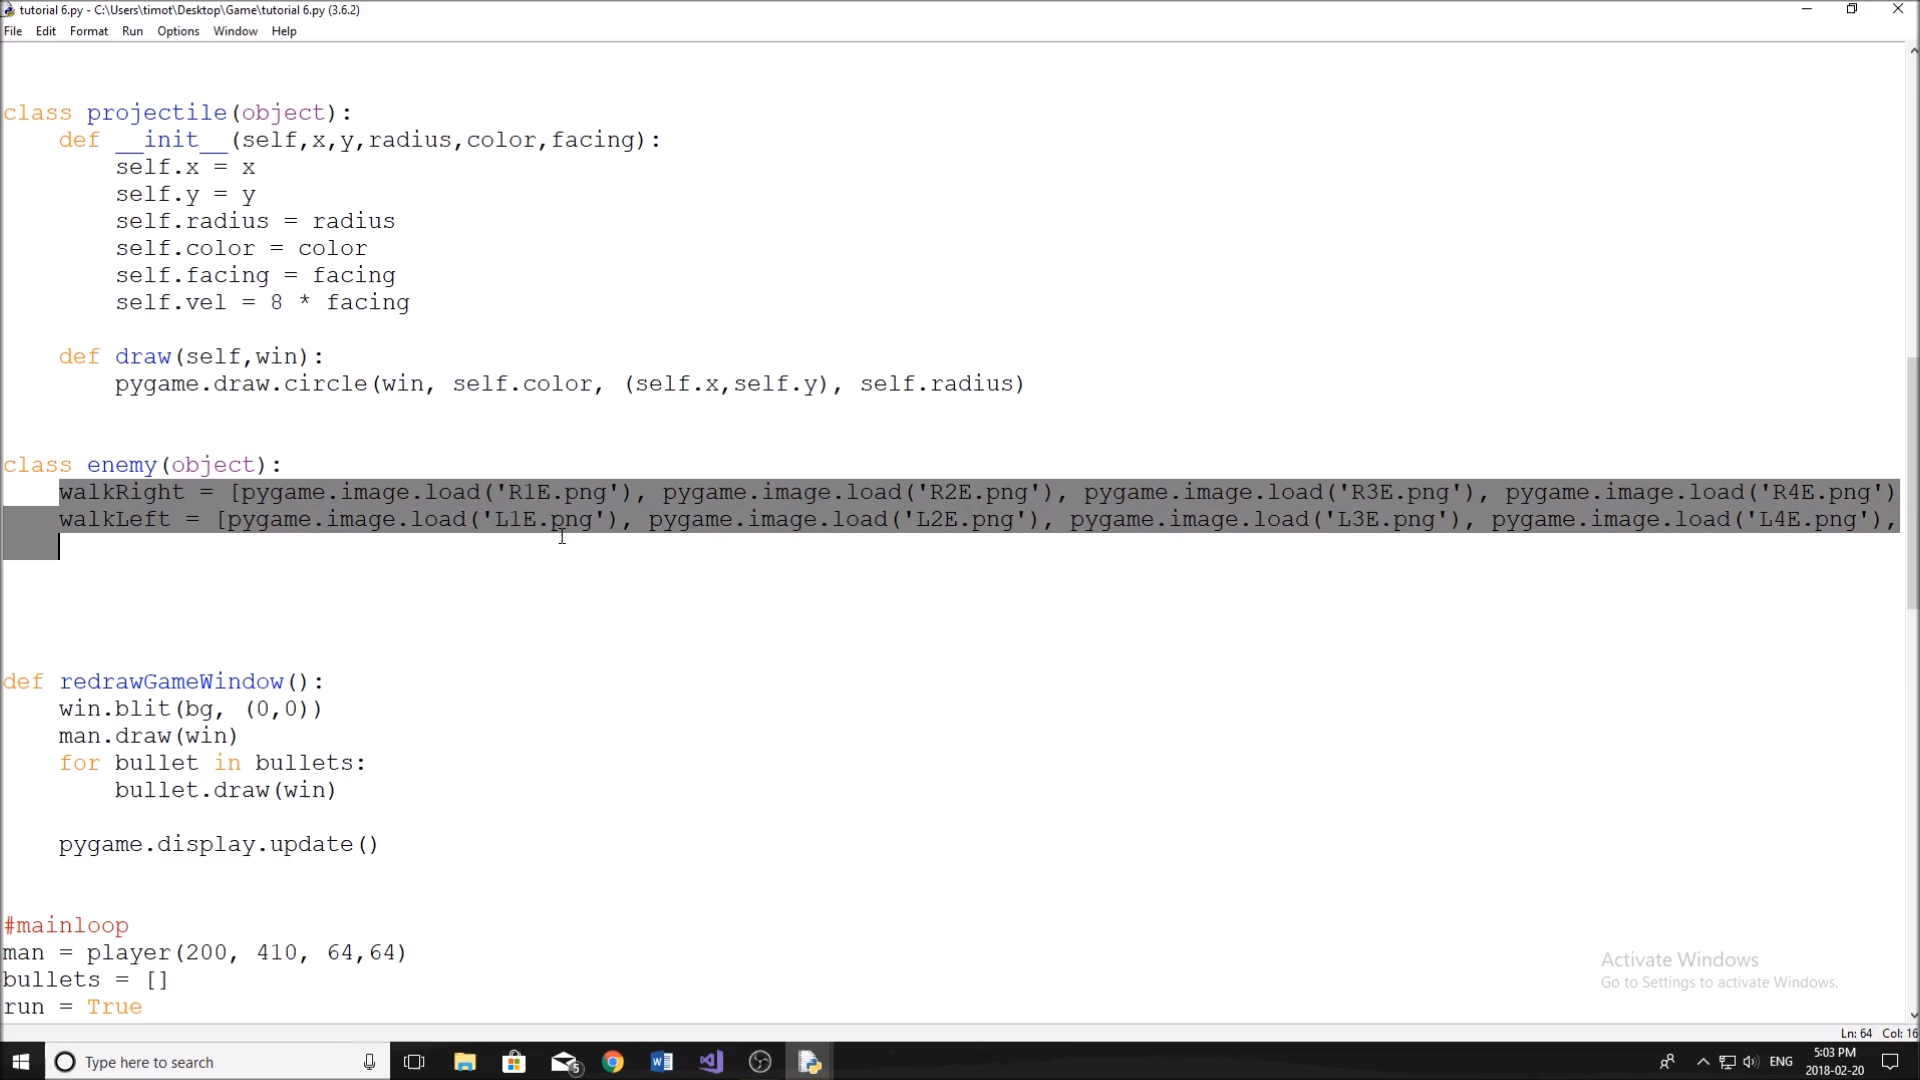 tutorial 6.py - C:\Users\timot\Desktop\Game\tutorial 6.py (3.6.2)
File Edit Format Run Options Window Help
class projectile(object):
    def __init__(self,x,y,radius,color,facing):
        self.x = x
        self.y = y
        self.radius = radius
        self.color = color
        self.facing = facing
        self.vel = 8 * facing
    def draw(self,win):
        pygame.draw.circle(win, self.color, (self.x,self.y), self.radius)
class enemy(object):
    walkRight = [pygame.image.load('R1E.png'), pygame.image.load('R2E.png'), pygame.image.load('R3E.png'), pygame.image.load('R4E.png')
    walkLeft = [pygame.image.load('L1E.png'), pygame.image.load('L2E.png'), pygame.image.load('L3E.png'), pygame.image.load('L4E.png'),
def redrawGameWindow():
    win.blit(bg, (0,0))
    man.draw(win)
    for bullet in bullets:
        bullet.draw(win)
    pygame.display.update()
#mainloop
man = player(200, 410, 64,64)
bullets = []
run = True
Activate Windows
Go to Settings to activate Windows.
Ln: 64 Col: 16
Type here to search
5
ENG
5:03 PM
2018-02-20